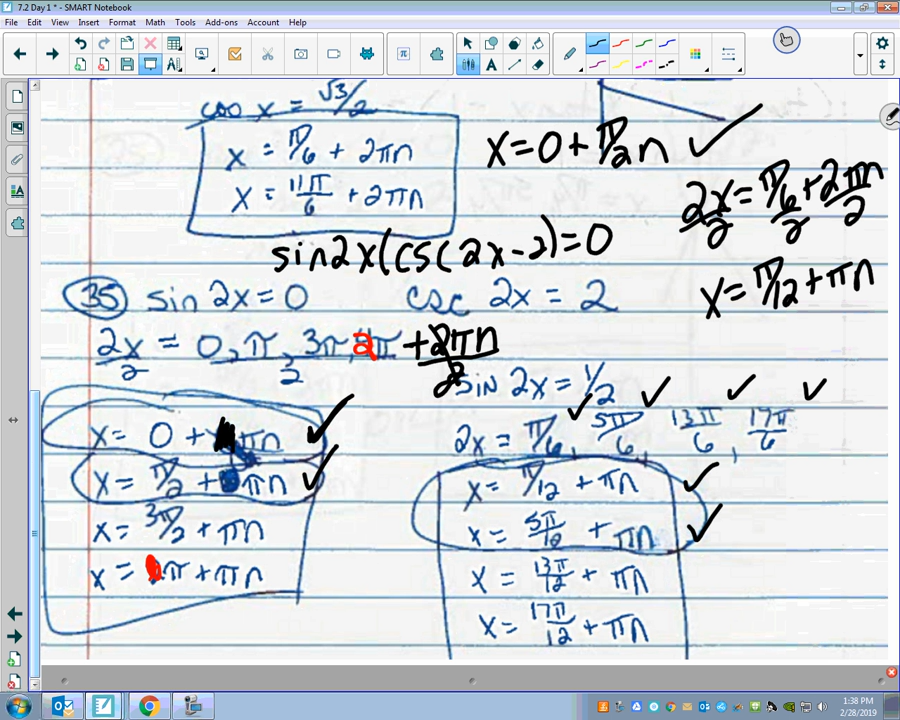 7.2 Day 1 * - SMART Notebook
File Edit View Insert Format Math Tools Add-ons Account Help
cos x = √3/2
x = π/6 + 2πn
x = 11π/6 + 2πn
x = 0 + π/2 n ✓
2x/2 = π/6/2 + 2πn/2
x = π/12 + πn
sin2x(csc 2x-2)=0
35 sin 2x = 0 csc 2x = 2
2x/2 = 0, π, 3π, 2π/2 + 2πn/2
sin 2x = 1/2
2x = π/6, 5π/6, 13π/6, 17π/6
x = 0 + πn ✓
x = π/2 + πn ✓
x = 3π/2 + πn
x = π + πn
x = π/12 + πn ✓
x = 5π/12 + πn ✓
x = 13π/12 + πn
x = 17π/12 + πn
1:38 PM
2/28/2019